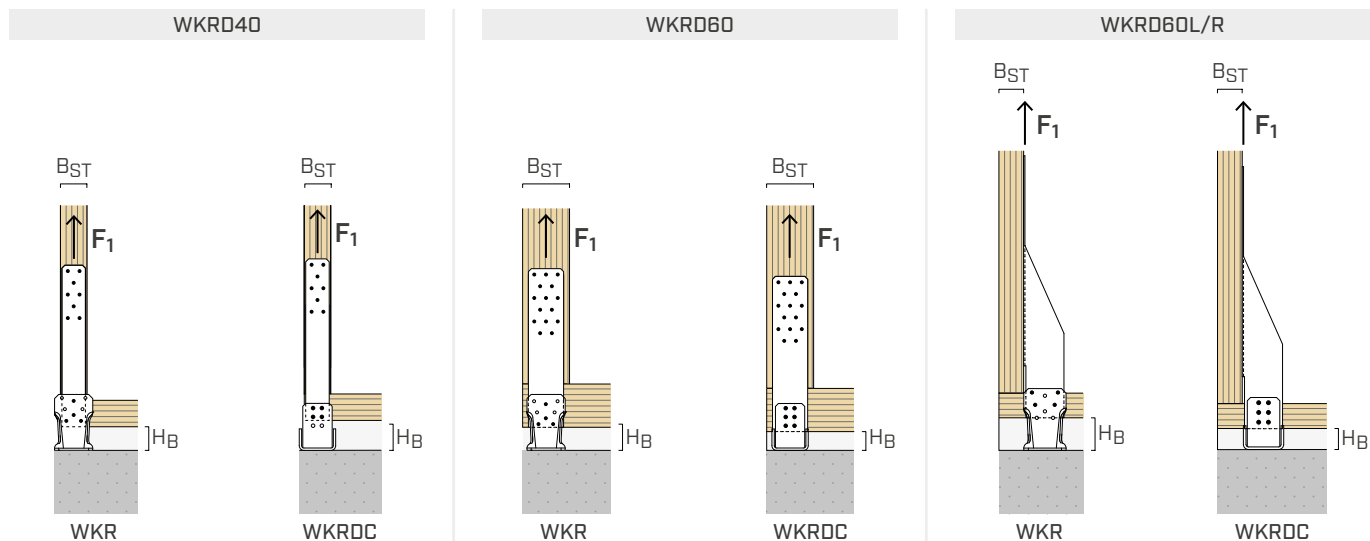 WKRD40
WKRD60
WKRD60L/R
BST
BST
F1
F1
BST
BST
BST
BST
F1
F1
F1
F1
HB
HB
HB
HB
HB
HB
WKR
WKRDC
WKR
WKRDC
WKR
WKRDC